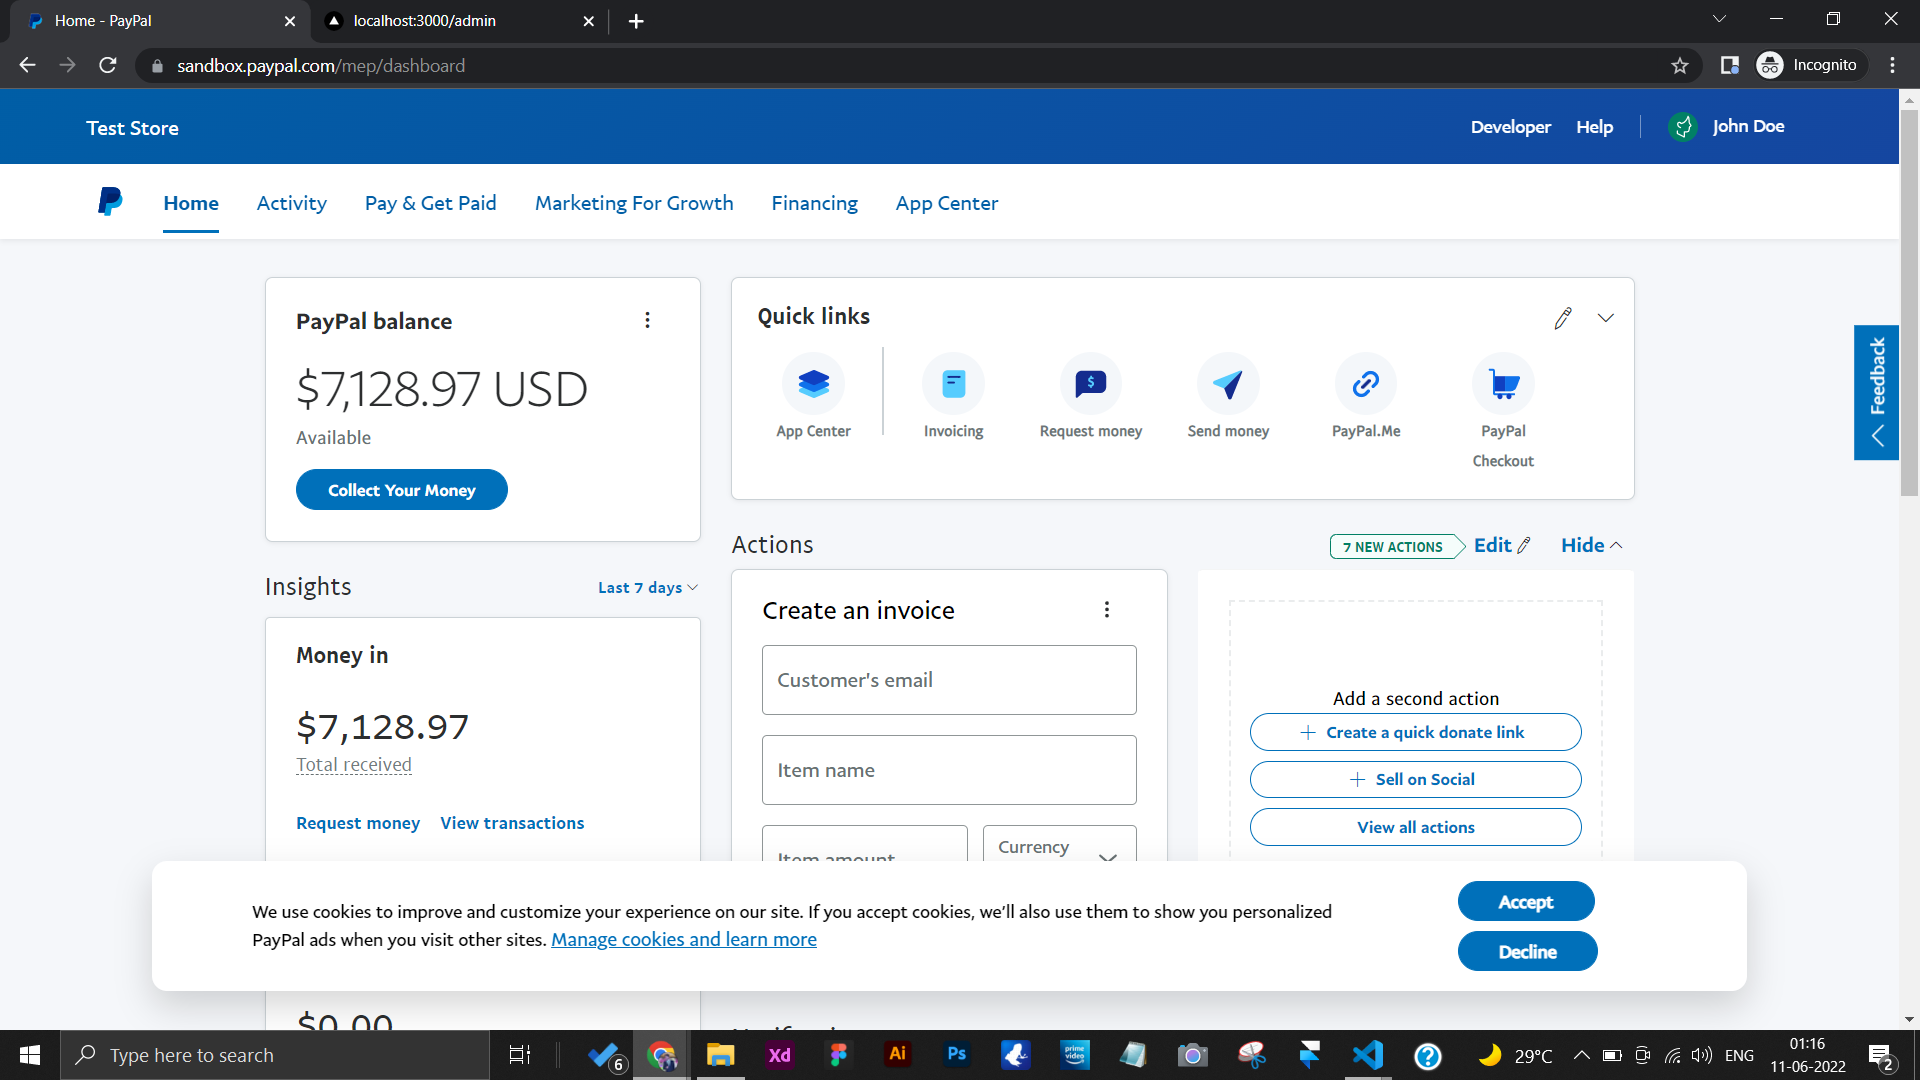 Home - PayPal
localhost:3000/admin
sandbox.paypal.com/mep/dashboard
Incognito
Test Store
Developer
Help
John Doe
Home
Activity
Pay & Get Paid
Marketing For Growth
Financing
App Center
PayPal balance
$7,128.97 USD
Available
Collect Your Money
Quick links
App Center
Invoicing
$
Request money
Send money
PayPal.Me
PayPal
Checkout
Feedback
Insights
Last 7 days
Money in
$7,128.97
Total received
Request money
View transactions
Actions
7 NEW ACTIONS
Edit
Hide
Create an invoice
Customer's email
Item name
Item amount
Currency
Add a second action
Create a quick donate link
Sell on Social
View all actions
We use cookies to improve and customize your experience on our site. If you accept cookies, we'll also use them to show you personalized
PayPal ads when you visit other sites. Manage cookies and learn more
Accept
Decline
$0.00
Type here to search
6
Xd
Ai
Ps
prime
video
?
29°C
ENG
01:16
11-06-2022
2